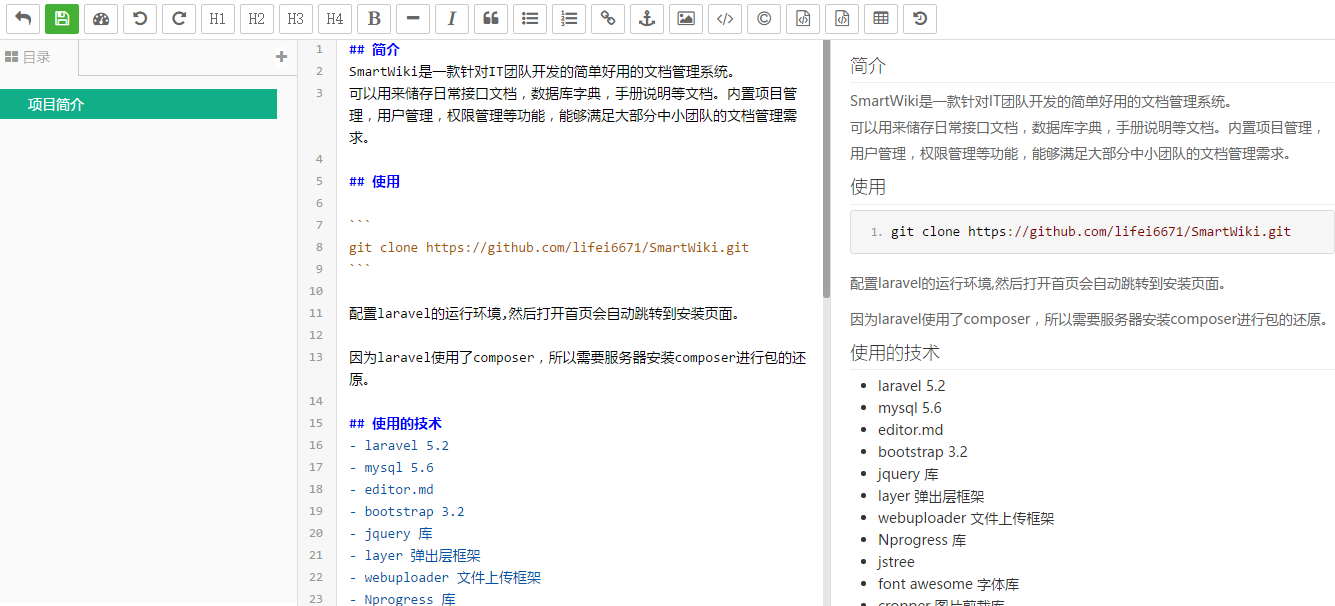 H1 H2 H3 H4 B I
目录
项目简介
1 ## 简介
2 SmartWiki是一款针对IT团队开发的简单好用的文档管理系统。
3 可以用来储存日常接口文档，数据库字典，手册说明等文档。内置项目管
理，用户管理，权限管理等功能，能够满足大部分中小团队的文档管理需
求。
4
5 ## 使用
6
7 ```
8 git clone https://github.com/lifei6671/SmartWiki.git
9 ```
10
11 配置laravel的运行环境,然后打开首页会自动跳转到安装页面。
12
13 因为laravel使用了composer，所以需要服务器安装composer进行包的还
原。
14
15 ## 使用的技术
16 - laravel 5.2
17 - mysql 5.6
18 - editor.md
19 - bootstrap 3.2
20 - jquery 库
21 - layer 弹出层框架
22 - webuploader 文件上传框架
23 - Nprogress 库
简介
SmartWiki是一款针对IT团队开发的简单好用的文档管理系统。
可以用来储存日常接口文档，数据库字典，手册说明等文档。内置项目管理，
用户管理，权限管理等功能，能够满足大部分中小团队的文档管理需求。
使用
1. git clone https://github.com/lifei6671/SmartWiki.git
配置laravel的运行环境,然后打开首页会自动跳转到安装页面。
因为laravel使用了composer，所以需要服务器安装composer进行包的还原。
使用的技术
laravel 5.2
mysql 5.6
editor.md
bootstrap 3.2
jquery 库
layer 弹出层框架
webuploader 文件上传框架
Nprogress 库
jstree
font awesome 字体库
cropper 图片剪裁库